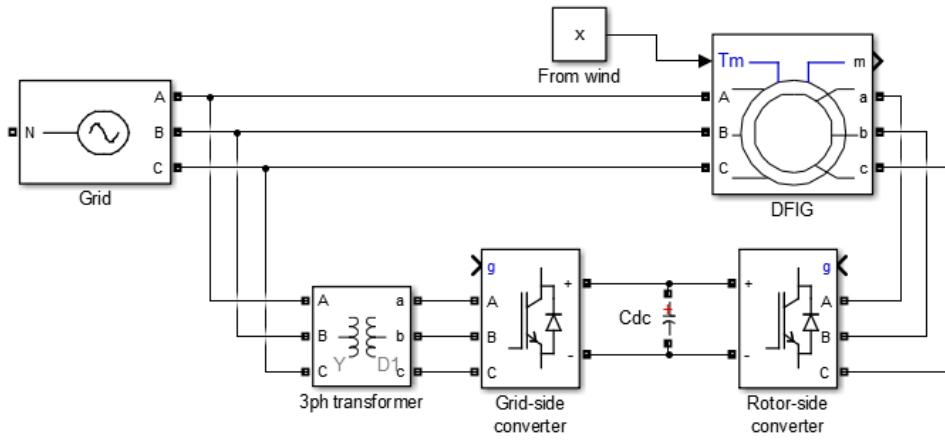 x
From wind
Tm
m
A
a
B
b
C
c
DFIG
N
A
B
C
Grid
A
a
B
b
C
c
Y
D1
3ph transformer
g
A
B
C
+
-
Grid-side
converter
Cdc
+
+
-
g
A
B
C
Rotor-side
converter